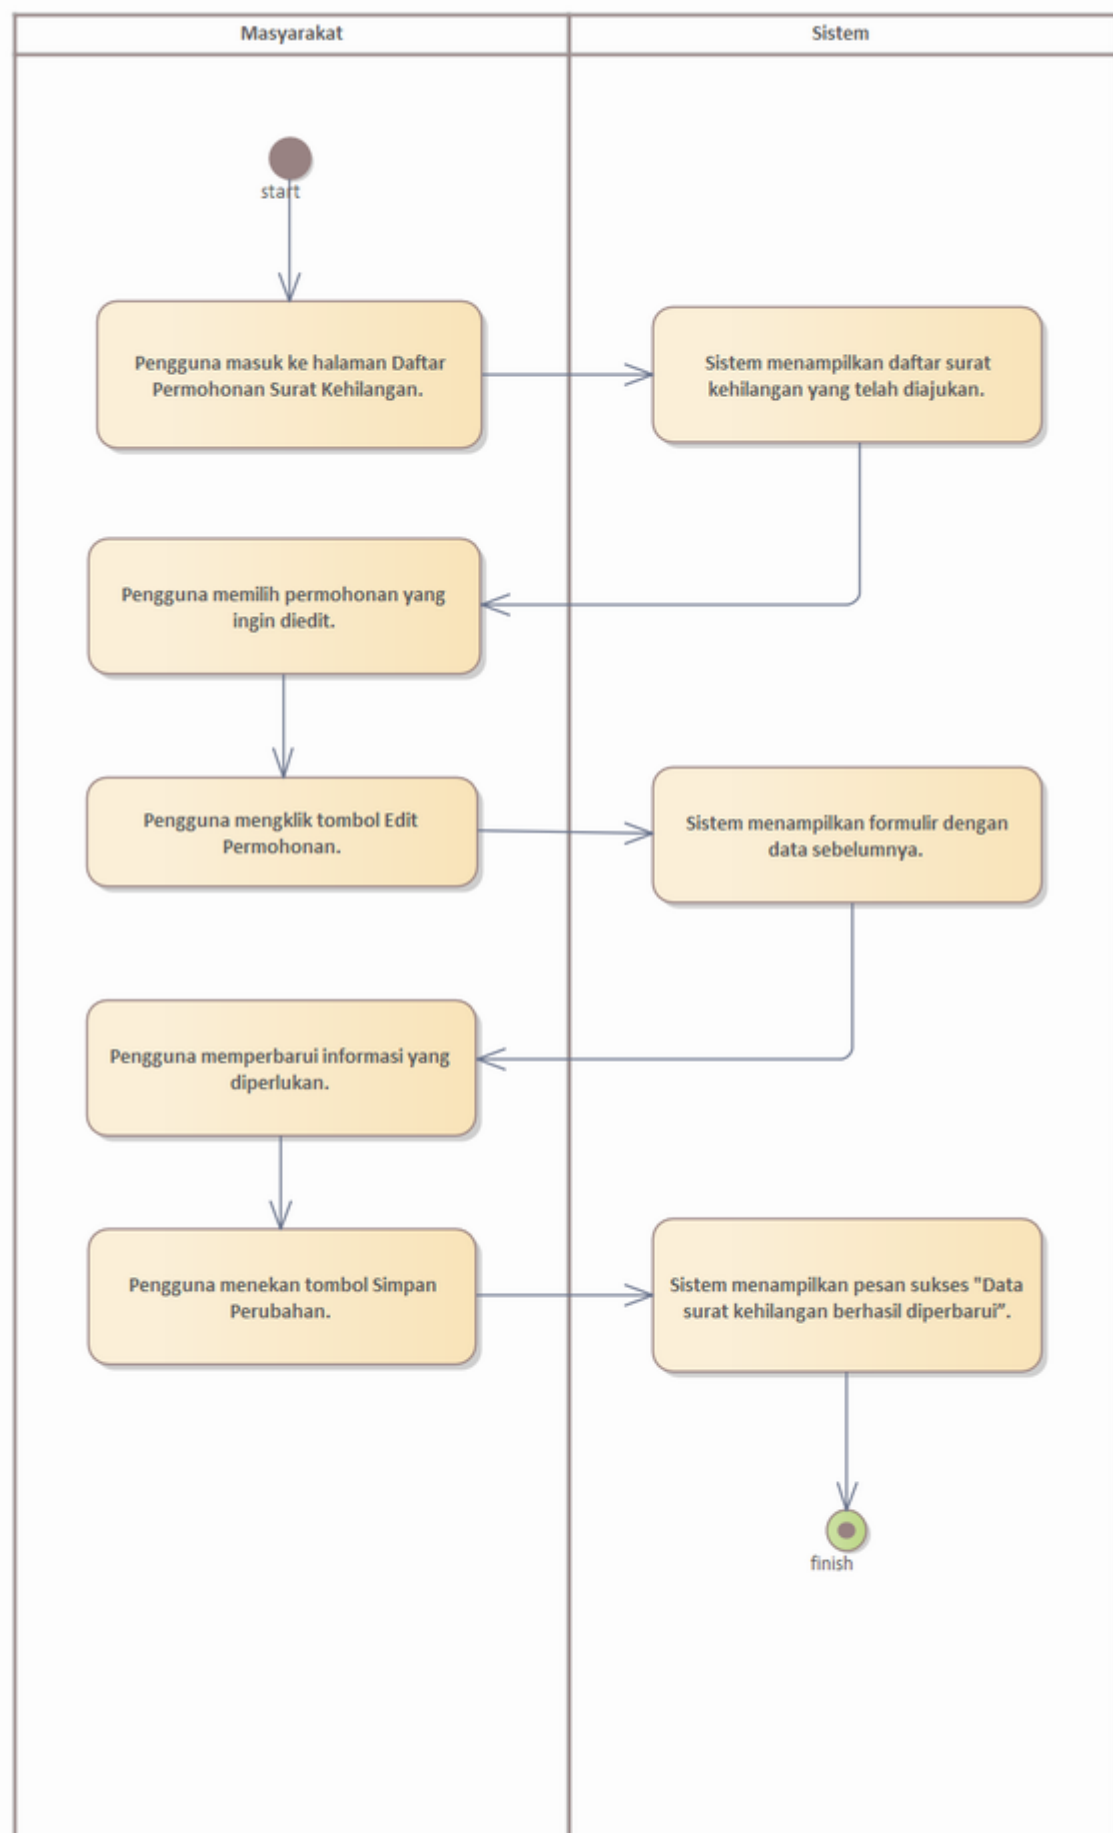 Masyarakat
Sistem
start
Pengguna masuk ke halaman Daftar
Permohonan Surat Kehilangan.
Sistem menampilkan daftar surat
kehilangan yang telah diajukan.
Pengguna memilih permohonan yang
ingin diedit.
Pengguna mengklik tombol Edit
Permohonan.
Sistem menampilkan formulir dengan
data sebelumnya.
Pengguna memperbarui informasi yang
diperlukan.
Pengguna menekan tombol Simpan
Perubahan.
Sistem menampilkan pesan sukses "Data
surat kehilangan berhasil diperbarui”.
finish